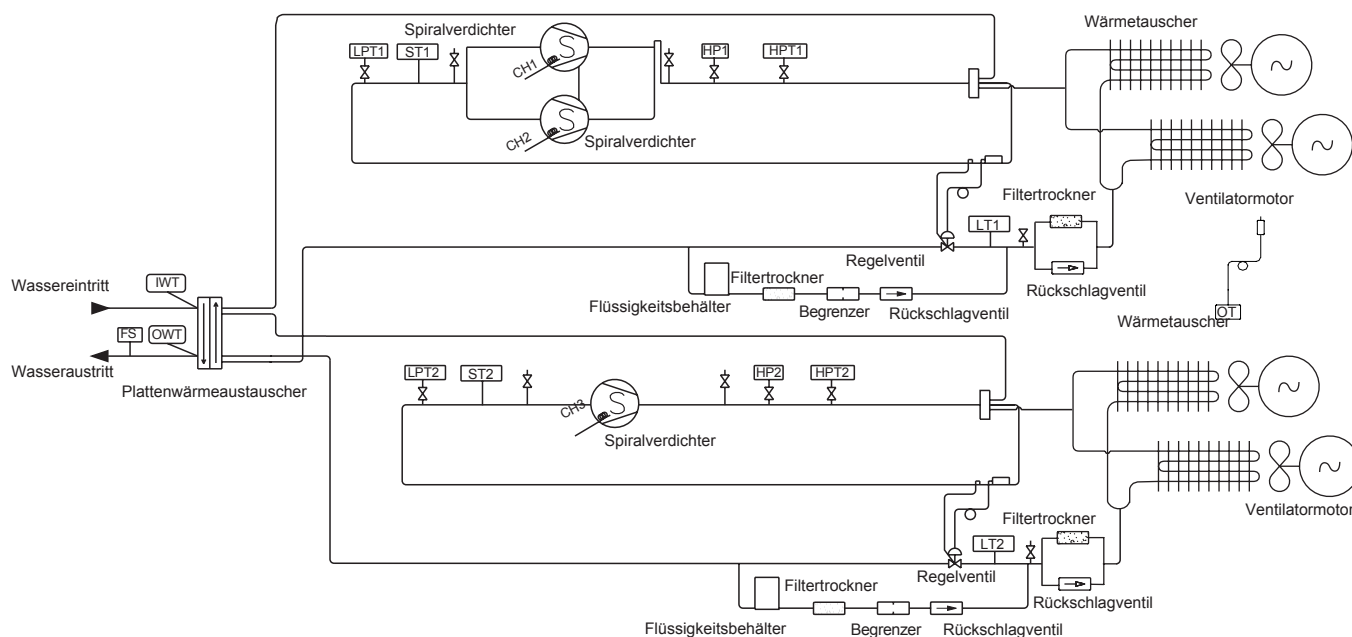 Spiralverdichter
Wärmetauscher
LPT1
ST1
CH1
HP1
HPT1
CH2
Spiralverdichter
Filtertrockner
Ventilatormotor
LT1
Regelventil
Rückschlagventil
Wassereintritt
IWT
Filtertrockner
Flüssigkeitsbehälter
Begrenzer
Rückschlagventil
OT
Wärmetauscher
FS
OWT
Wasseraustritt
Plattenwärmeaustauscher
LPT2
ST2
CH3
HP2
HPT2
Spiralverdichter
Filtertrockner
Ventilatormotor
LT2
Regelventil
Filtertrockner
Rückschlagventil
Flüssigkeitsbehälter
Begrenzer
Rückschlagventil